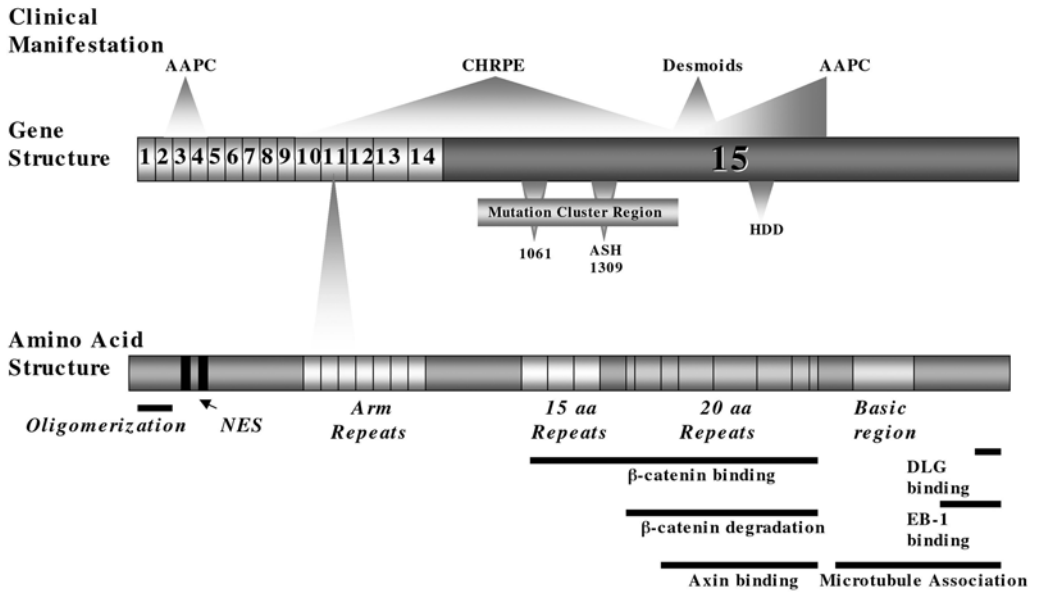 Clinical
Manifestation
AAPC CHRPE Desmoids AAPC
Gene
Structure
1 2 3 4 5 6 7 8 9 10 11 12 13 14 15
Mutation Cluster Region
HDD
1061 ASH
1309
Amino Acid
Structure
Oligomerization NES
Arm
Repeats
15 aa
Repeats
20 aa
Repeats
Basic
region
β-catenin binding
DLG
binding
β-catenin degradation
EB-1
binding
Axin binding
Microtubule Association